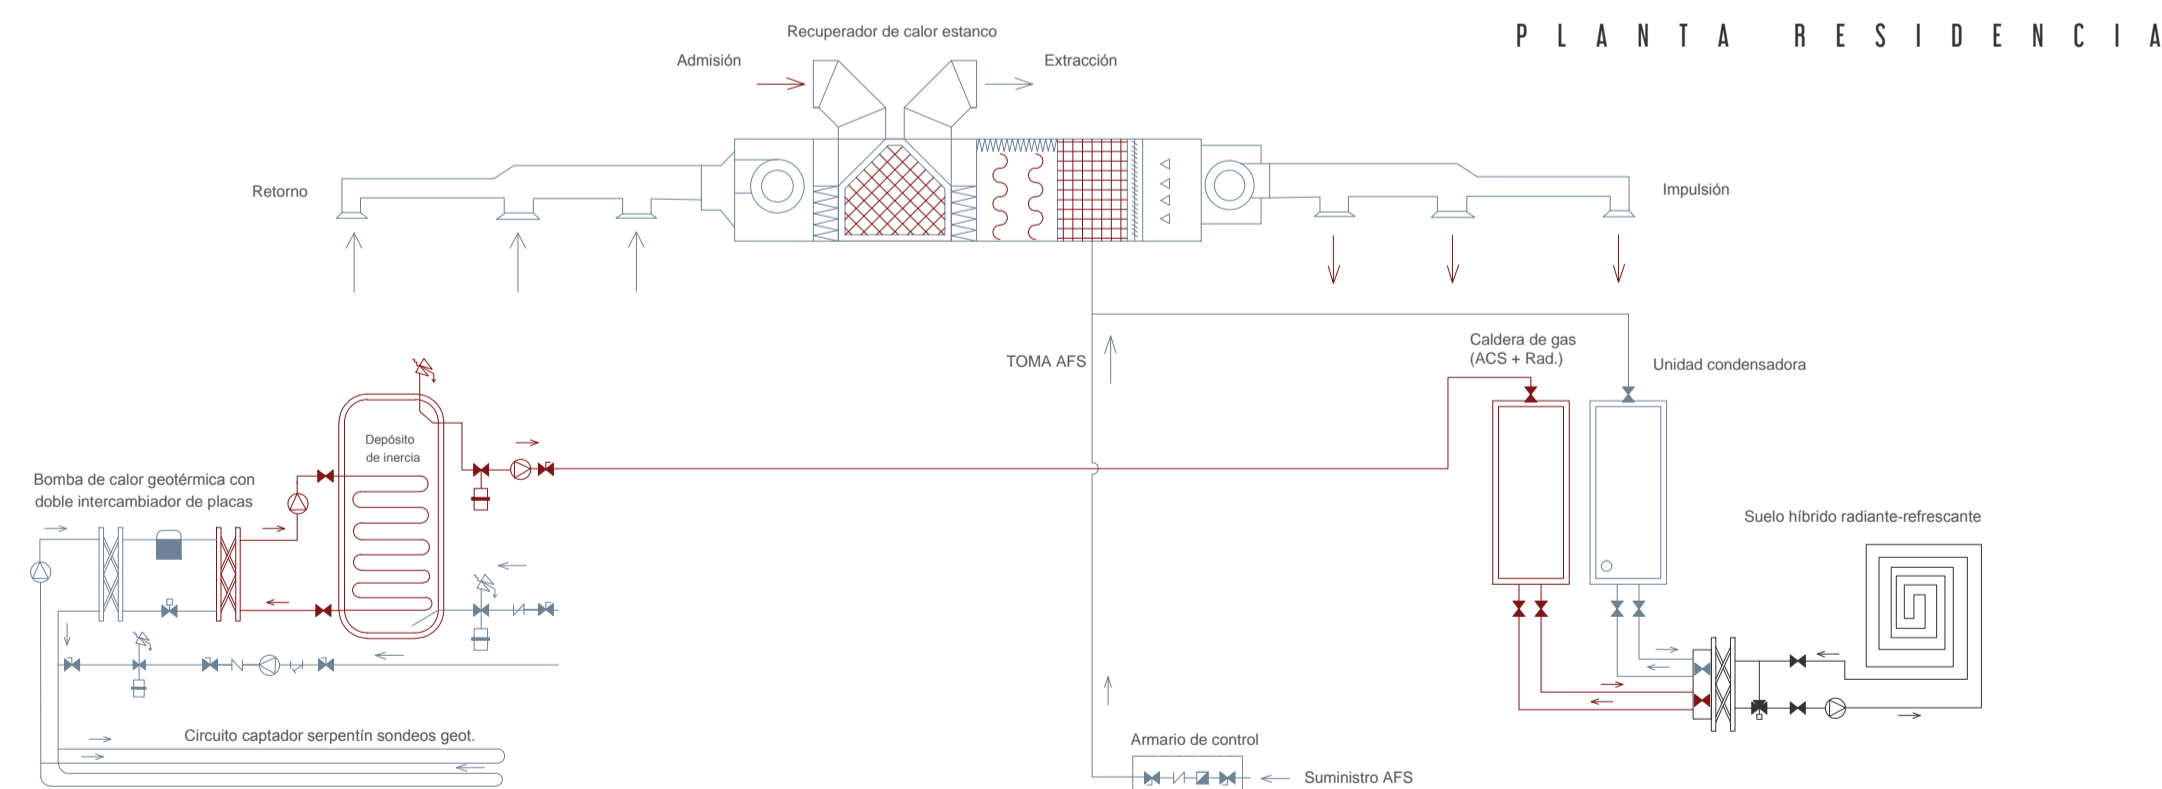 PLANTA RESIDENCIA
Recuperador de calor estanco
Admisión
Extracción
Retorno
Impulsión
TOMA AFS
Caldera de gas
(ACS + Rad.)
Unidad condensadora
Depósito
de inercia
Bomba de calor geotérmica con
doble intercambiador de placas
Suelo híbrido radiante-refrescante
Circuito captador serpentín sondeos geot.
Armario de control
Suministro AFS